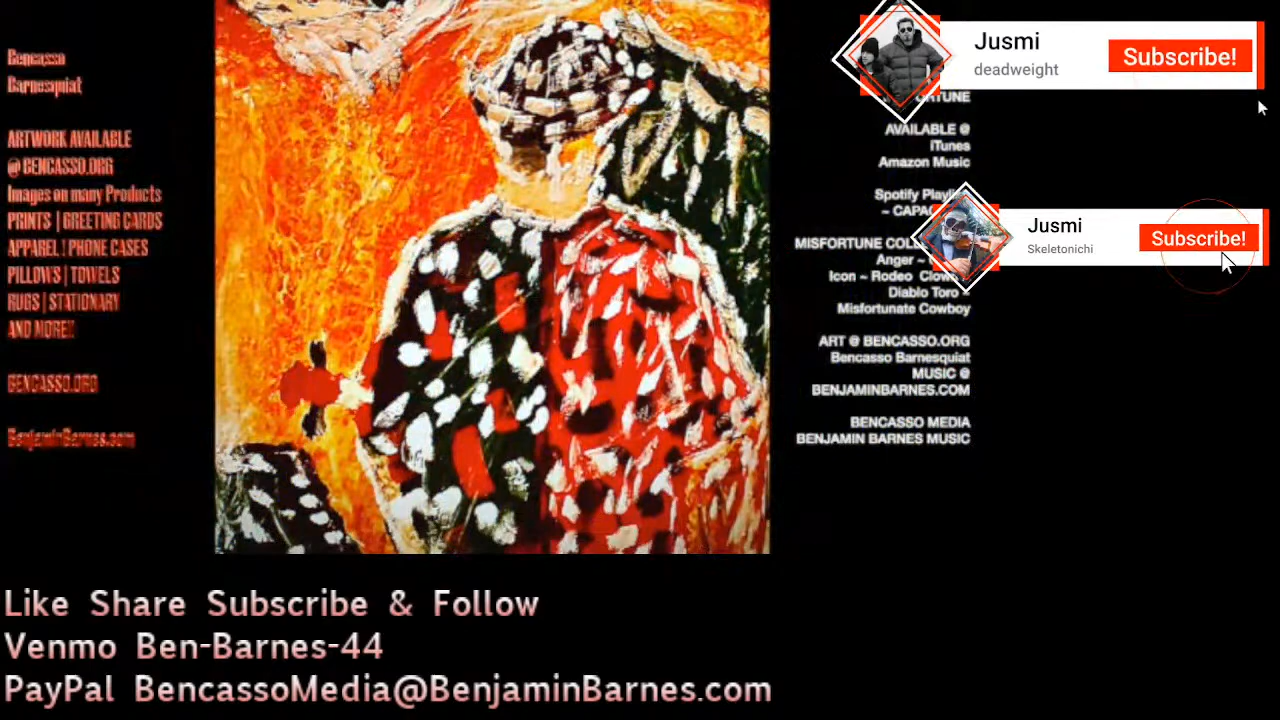 Bencasso
Barnesquiat
ARTWORK AVAILABLE
@ BENCASSO.ORG
Images on many Products
PRINTS | GREETING CARDS
APPAREL ! PHONE CASES
PILLOWS | TOWELS
RUGS | STATIONARY
AND MORE!!
BENCASSO.ORG
BenjaminBarnes.com
Jusmi
deadweight
Subscribe!
AVAILABLE @
iTunes
Amazon Music
Spotify
~
Jusmi
Skeletonichi
Subscribe!
MISFORTUNE
Anger ~
Icon ~ Rodeo
Diablo Toro ~
Misfortunate Cowboy
ART @ BENCASSO.ORG
Bencasso Barnesquiat
MUSIC @
BENJAMINBARNES.COM
BENCASSO MEDIA
BENJAMIN BARNES MUSIC
Like Share Subscribe & Follow
Venmo Ben-Barnes-44
PayPal BencassoMedia@BenjaminBarnes.com